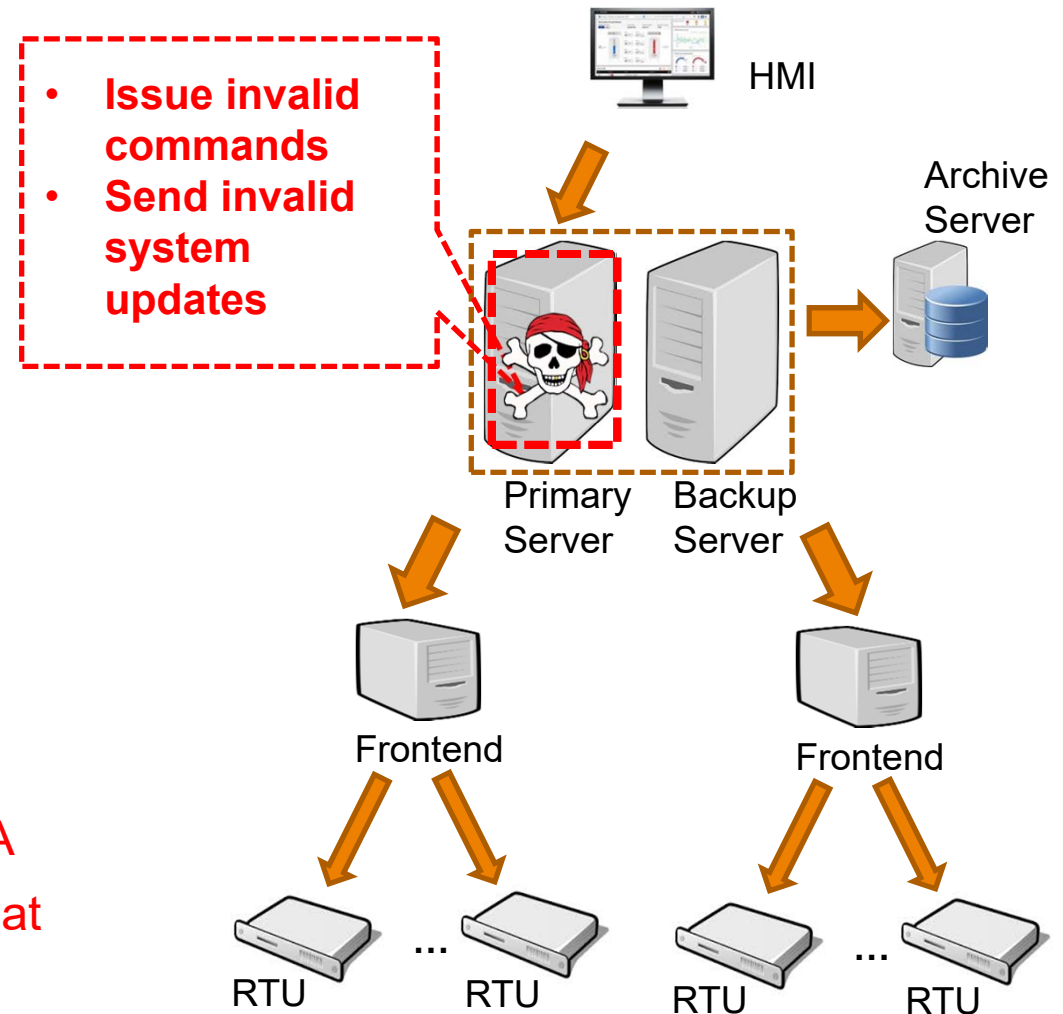 HMI
• Issue invalid
commands
• Send invalid
system
updates
Archive
Server
Primary
Server
Backup
Server
Frontend
Frontend
A
at
...
...
RTU
RTU
RTU
RTU